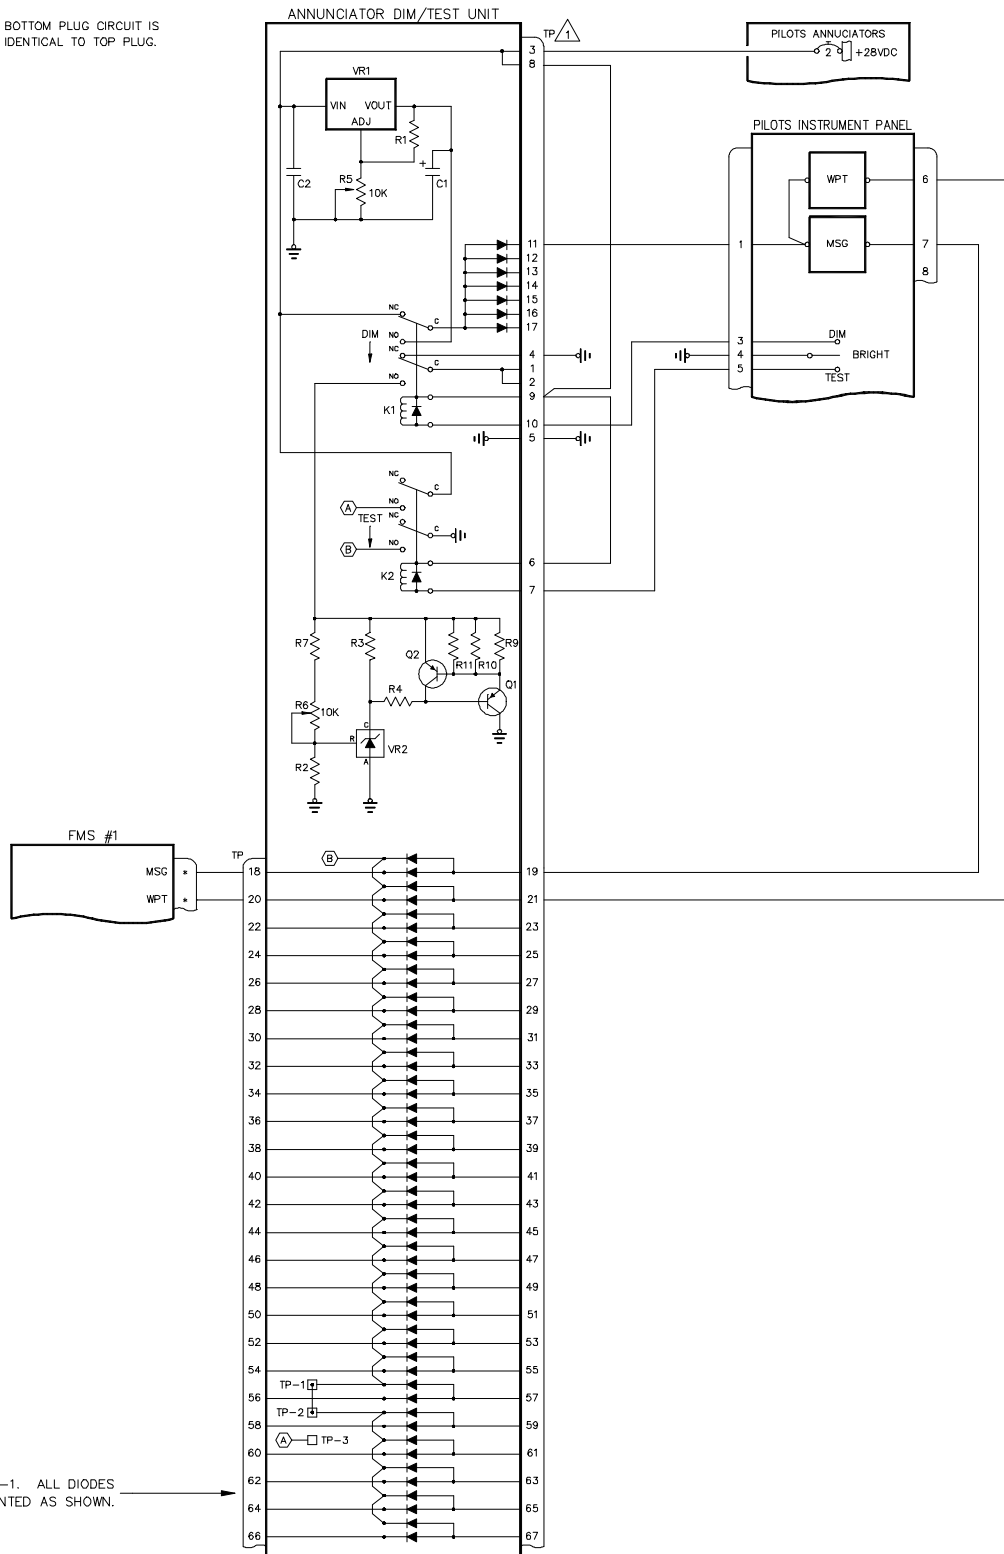 BOTTOM PLUG CIRCUIT IS
IDENTICAL TO TOP PLUG.
ANNUNCIATOR DIM/TEST UNIT
TP 1
PILOTS ANNUCIATORS
2 +28VDC
3
8
VR1
VIN VOUT
ADJ
R1
C2
R5
10K
+
C1
PILOTS INSTRUMENT PANEL
WPT
6
1
MSG
7
8
11
12
13
14
15
16
17
NC
C
DIM
NO
NC
C
NO
4
1
2
K1
9
10
5
3
DIM
4
BRIGHT
5
TEST
NC
C
A
NO
TEST
NC
C
B
NO
K2
6
7
R7
R3
Q2
R11
R10
R9
R6
10K
R4
Q1
C
R
VR2
A
R2
FMS #1
MSG *
WPT *
TP
B
18 19
20 21
22 23
24 25
26 27
28 29
30 31
32 33
34 35
36 37
38 39
40 41
42 43
44 45
46 47
48 49
50 51
52 53
54 55
TP-1
56 57
TP-2
58 59
A TP-3
60 61
62 63
-1. ALL DIODES
NTED AS SHOWN.
64 65
66 67